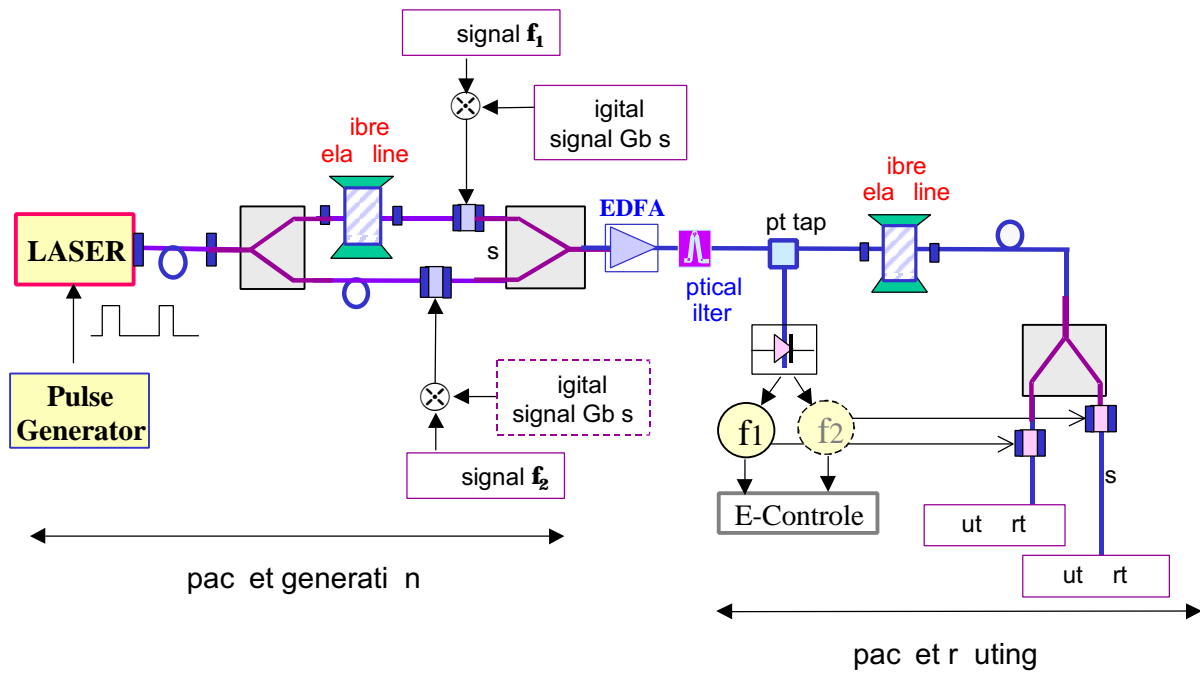 signal f1
igital
signal Gb s
ibre
ela line
LASER
s
EDFA
pt tap
ptical
ilter
ibre
ela line
Pulse
Generator
igital
signal Gb s
signal f2
f1
f2
E-Controle
s
ut rt
ut rt
pac et generati n
pac et r uting